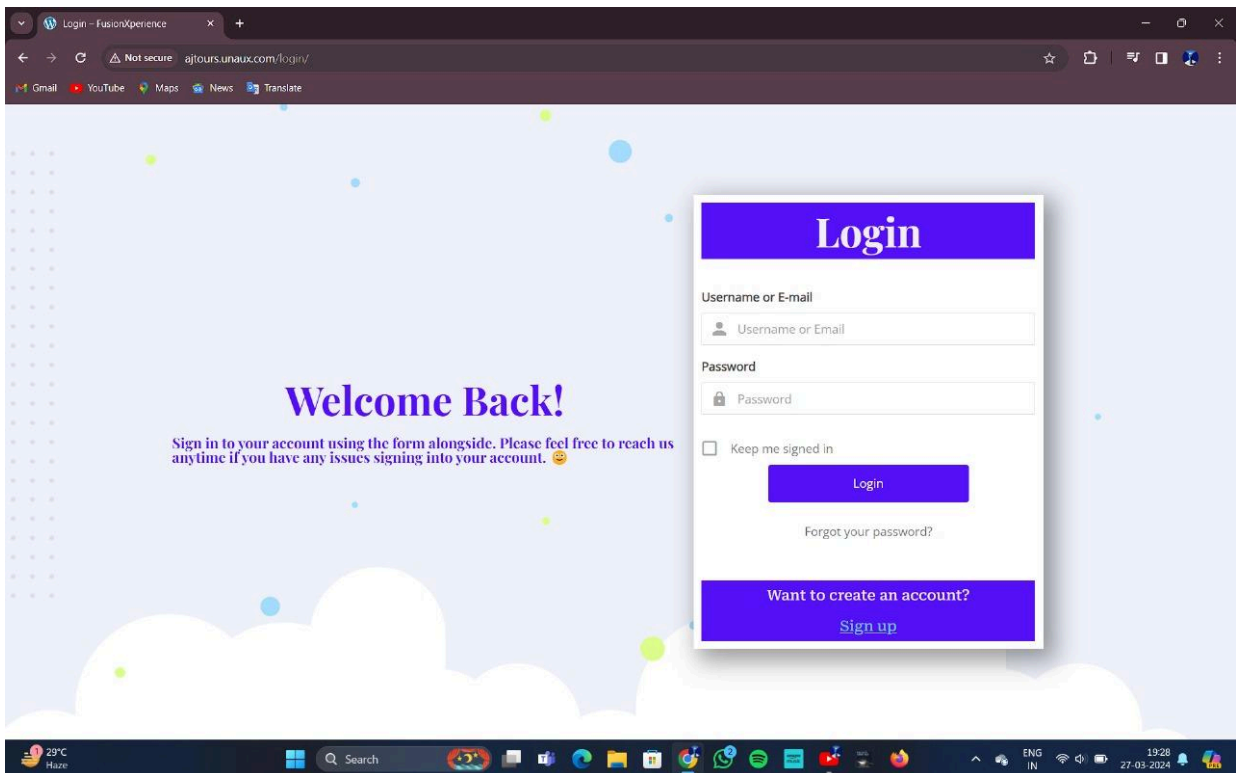 Login – FusionXperience
Not secure ajtours.unaux.com/login/
Gmail YouTube Maps News Translate
Login
Username or E-mail
Username or Email
Password
Password
Keep me signed in
Login
Forgot your password?
Want to create an account?
Sign up
Welcome Back!
Sign in to your account using the form alongside. Please feel free to reach us
anytime if you have any issues signing into your account. 😀
1
29°C
Haze
Search
ENG
IN
19:28
27-03-2024